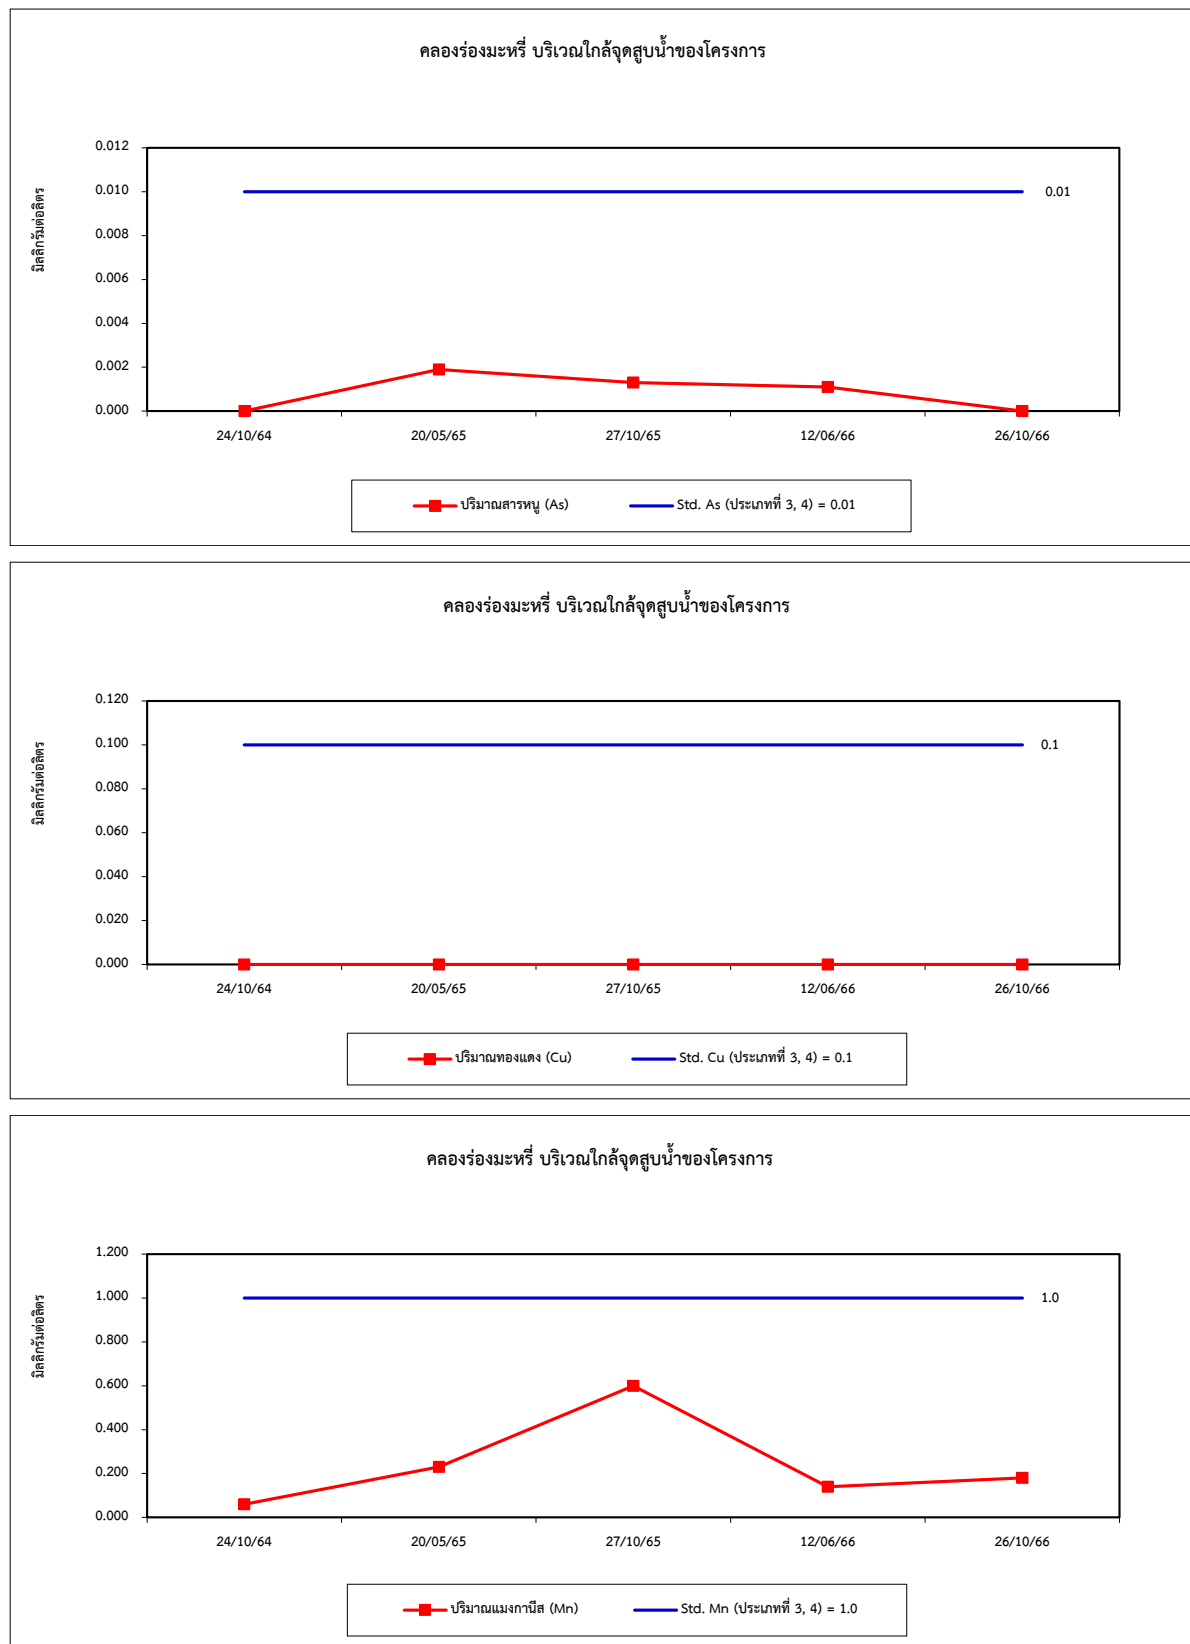 คลองร่องมะหรี่ บริเวณใกล้จุดสูบน้ำของโครงการ
มิลลิกรัมต่อลิตร
0.012
0.010
0.008
0.006
0.004
0.002
0.000
0.01
24/10/64 20/05/65 27/10/65 12/06/66 26/10/66
ปริมาณสารหนู (As) Std. As (ประเภทที่ 3, 4) = 0.01
คลองร่องมะหรี่ บริเวณใกล้จุดสูบน้ำของโครงการ
มิลลิกรัมต่อลิตร
0.120
0.100
0.080
0.060
0.040
0.020
0.000
0.1
24/10/64 20/05/65 27/10/65 12/06/66 26/10/66
ปริมาณทองแดง (Cu) Std. Cu (ประเภทที่ 3, 4) = 0.1
คลองร่องมะหรี่ บริเวณใกล้จุดสูบน้ำของโครงการ
มิลลิกรัมต่อลิตร
1.200
1.000
0.800
0.600
0.400
0.200
0.000
1.0
24/10/64 20/05/65 27/10/65 12/06/66 26/10/66
ปริมาณแมงกานีส (Mn) Std. Mn (ประเภทที่ 3, 4) = 1.0